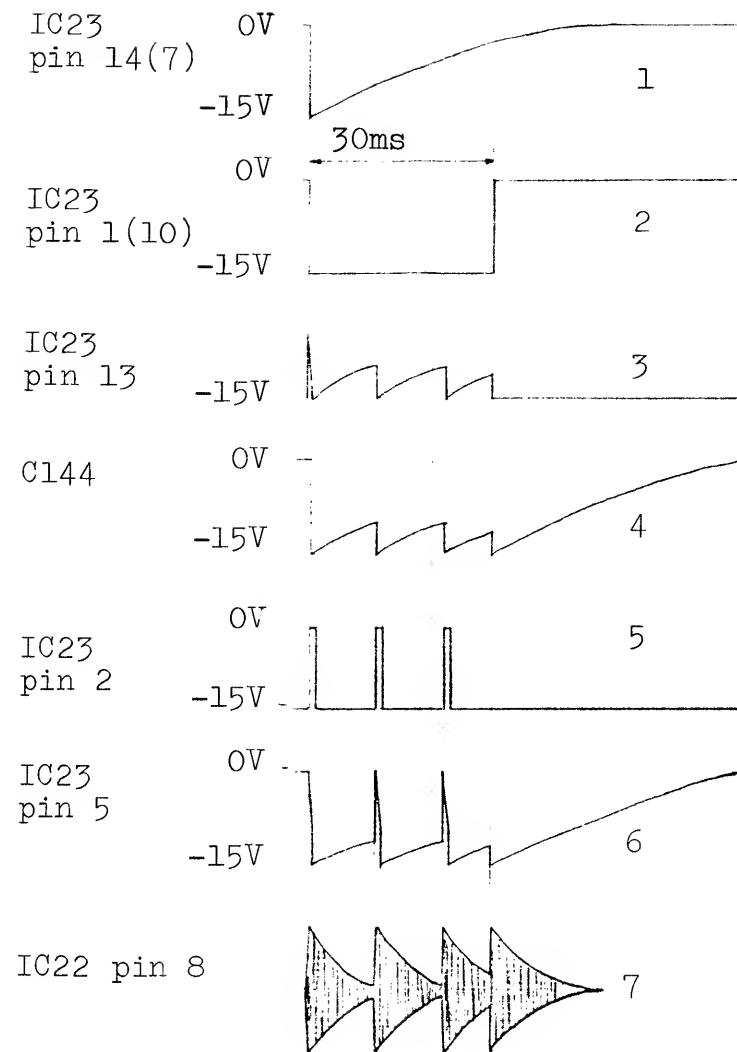 IC23
pin 14(7)
0V
-15V
1
30ms
IC23
pin 1(10)
0V
-15V
2
IC23
pin 13
-15V
3
C144
0V
-15V
4
IC23
pin 2
0V
-15V
5
IC23
pin 5
0V
-15V
6
IC22 pin 8
7